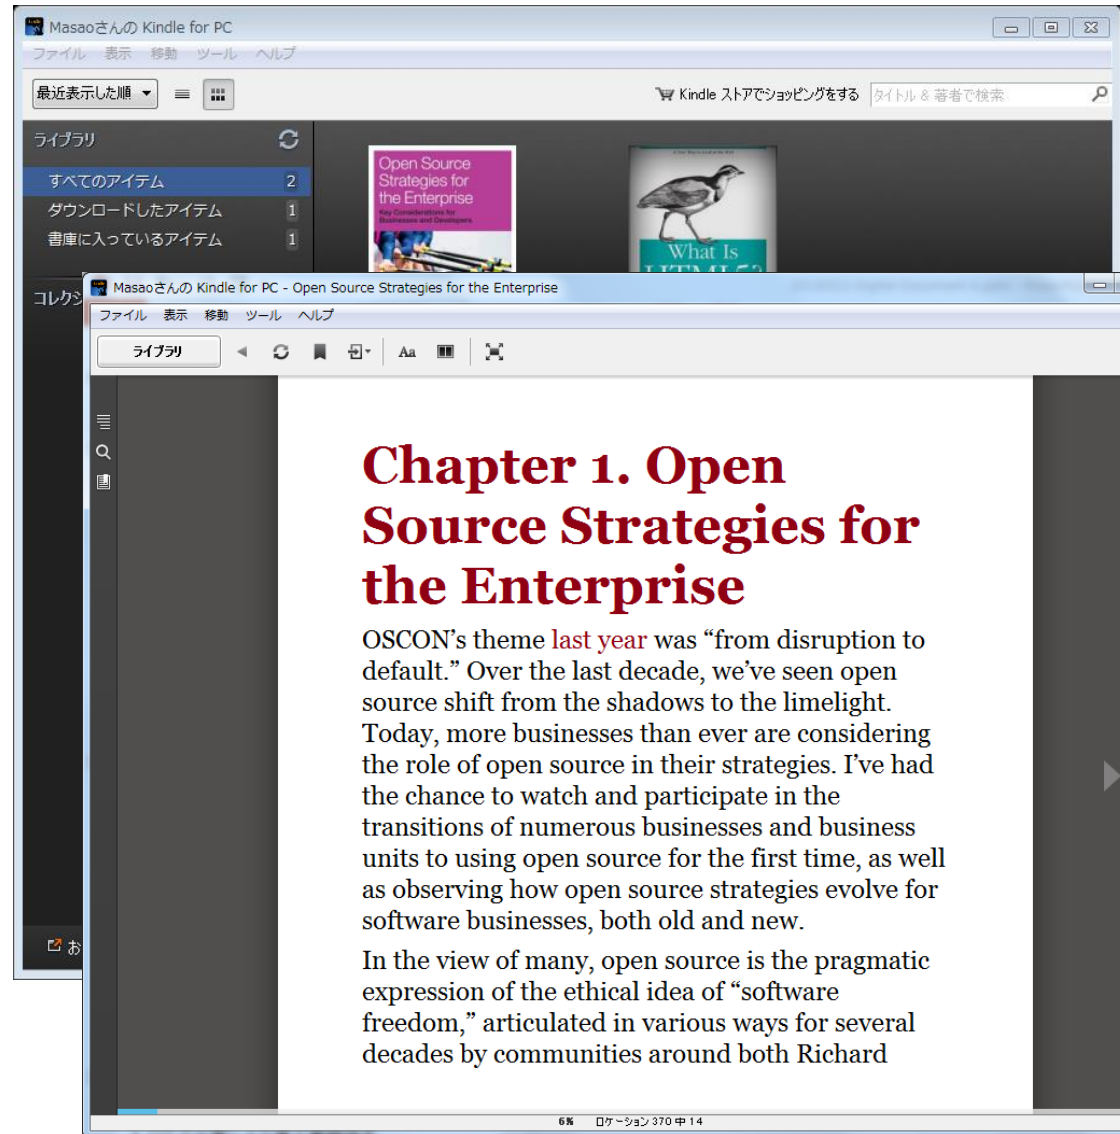 Masaoさんの Kindle for PC
ファイル 表示 移動 ツール ヘルプ
最近表示した順
Kindle ストアでショッピングをする タイトル & 著者で検索
ライブラリ
すべてのアイテム 2
ダウンロードしたアイテム 1
書庫に入っているアイテム 1
Open Source
Strategies for
the Enterprise
Key Considerations for
Businesses and Developers
What Is
HTML5?
コレクシ
お
Masaoさんの Kindle for PC - Open Source Strategies for the Enterprise
ファイル 表示 移動 ツール ヘルプ
ライブラリ Aa
Chapter 1. Open
Source Strategies for
the Enterprise
OSCON’s theme last year was “from disruption to
default.” Over the last decade, we’ve seen open
source shift from the shadows to the limelight.
Today, more businesses than ever are considering
the role of open source in their strategies. I’ve had
the chance to watch and participate in the
transitions of numerous businesses and business
units to using open source for the first time, as well
as observing how open source strategies evolve for
software businesses, both old and new.
In the view of many, open source is the pragmatic
expression of the ethical idea of “software
freedom,” articulated in various ways for several
decades by communities around both Richard
6% ロケーション 370 中 14